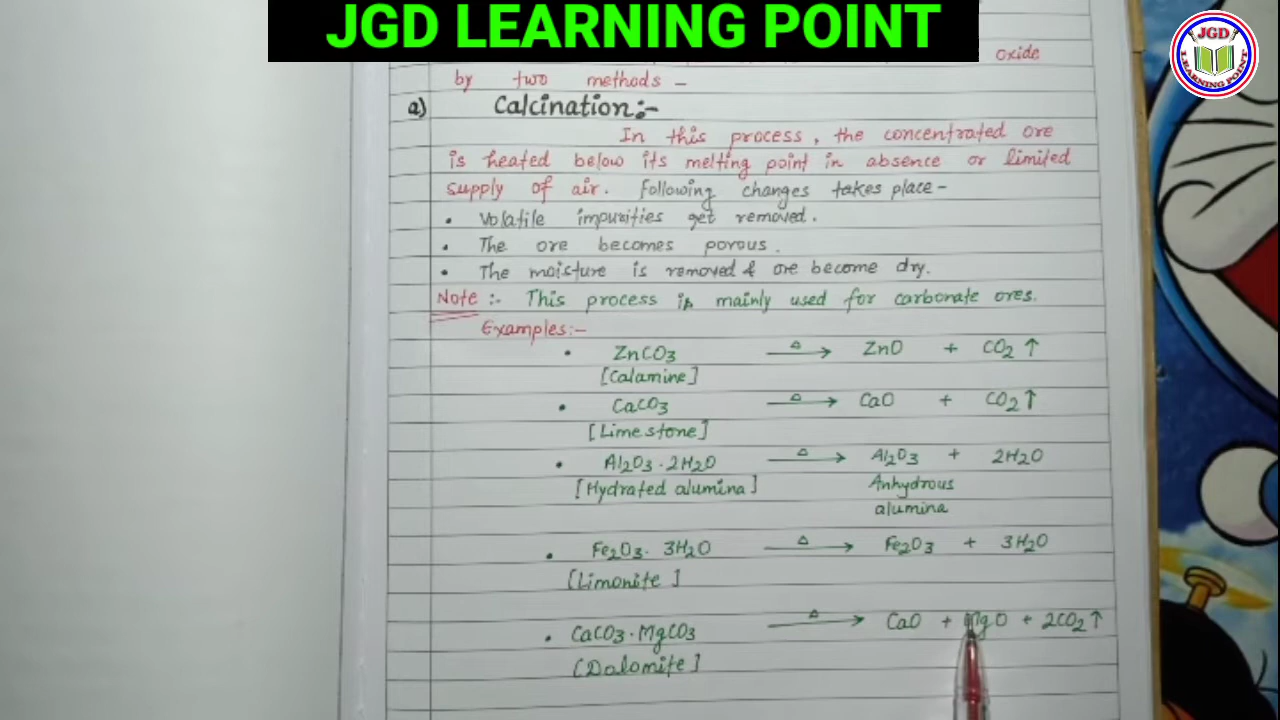 JGD LEARNING POINT
JGD
LEARNING POINT
oxide
by two methods -
a) Calcination:-
In this process, the concentrated ore
is heated below its melting point in absence or limited
supply of air. Following changes takes place-
• Volatile impurities get removed.
• The ore becomes porous.
• The moisture is removed & ore become dry.
Note :- This process is mainly used for carbonate ores.
Examples:-
• ZnCO3 —Δ→ ZnO + CO2 ↑
[Calamine]
• CaCO3 —Δ→ CaO + CO2 ↑
[Lime stone]
• Al2O3 . 2H2O —Δ→ Al2O3 + 2H2O
[Hydrated alumina] Anhydrous
alumina
• Fe2O3 . 3H2O —Δ→ Fe2O3 + 3H2O
[Limonite]
• CaCO3 . MgCO3 —Δ→ CaO + MgO + 2CO2 ↑
[Dalomite]